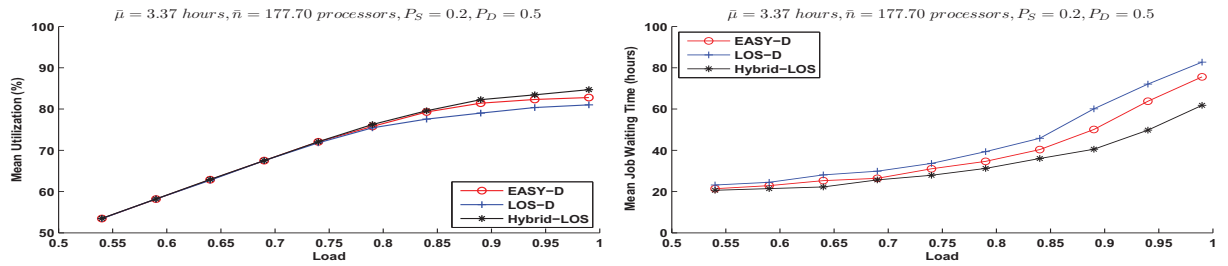 μ̄ = 3.37 hours, n̄ = 177.70 processors, P_S = 0.2, P_D = 0.5
100
90
80
70
60
50
Mean Utilization (%)
EASY−D
LOS−D
Hybrid−LOS
0.5 0.55 0.6 0.65 0.7 0.75 0.8 0.85 0.9 0.95 1
Load
μ̄ = 3.37 hours, n̄ = 177.70 processors, P_S = 0.2, P_D = 0.5
100
80
60
40
20
0
Mean Job Waiting Time (hours)
EASY−D
LOS−D
Hybrid−LOS
0.5 0.55 0.6 0.65 0.7 0.75 0.8 0.85 0.9 0.95 1
Load